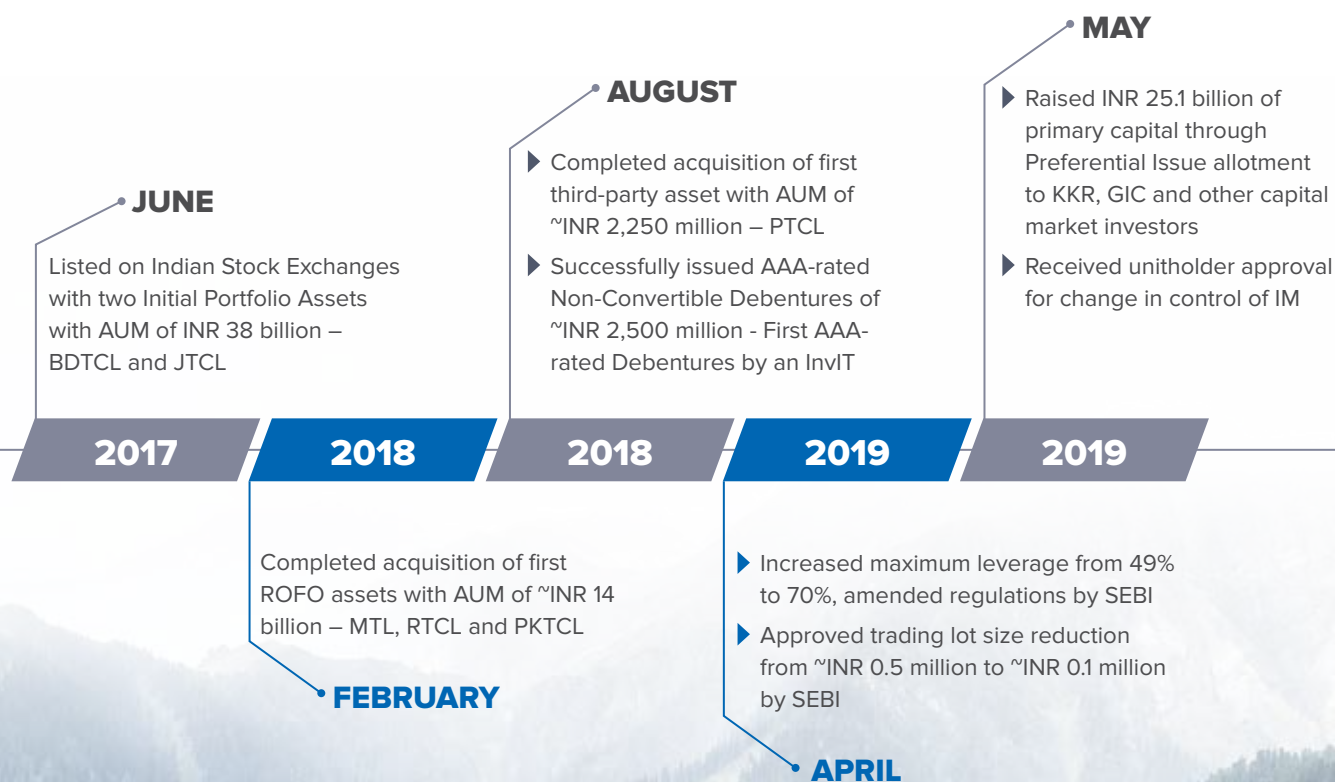 JUNE
Listed on Indian Stock Exchanges
with two Initial Portfolio Assets
with AUM of INR 38 billion –
BDTCL and JTCL
2017
2018
Completed acquisition of first
ROFO assets with AUM of ~INR 14
billion – MTL, RTCL and PKTCL
FEBRUARY
AUGUST
Completed acquisition of first
third-party asset with AUM of
~INR 2,250 million – PTCL
Successfully issued AAA-rated
Non-Convertible Debentures of
~INR 2,500 million - First AAA-
rated Debentures by an InvIT
2018
2019
Increased maximum leverage from 49%
to 70%, amended regulations by SEBI
Approved trading lot size reduction
from ~INR 0.5 million to ~INR 0.1 million
by SEBI
APRIL
MAY
Raised INR 25.1 billion of
primary capital through
Preferential Issue allotment
to KKR, GIC and other capital
market investors
Received unitholder approval
for change in control of IM
2019